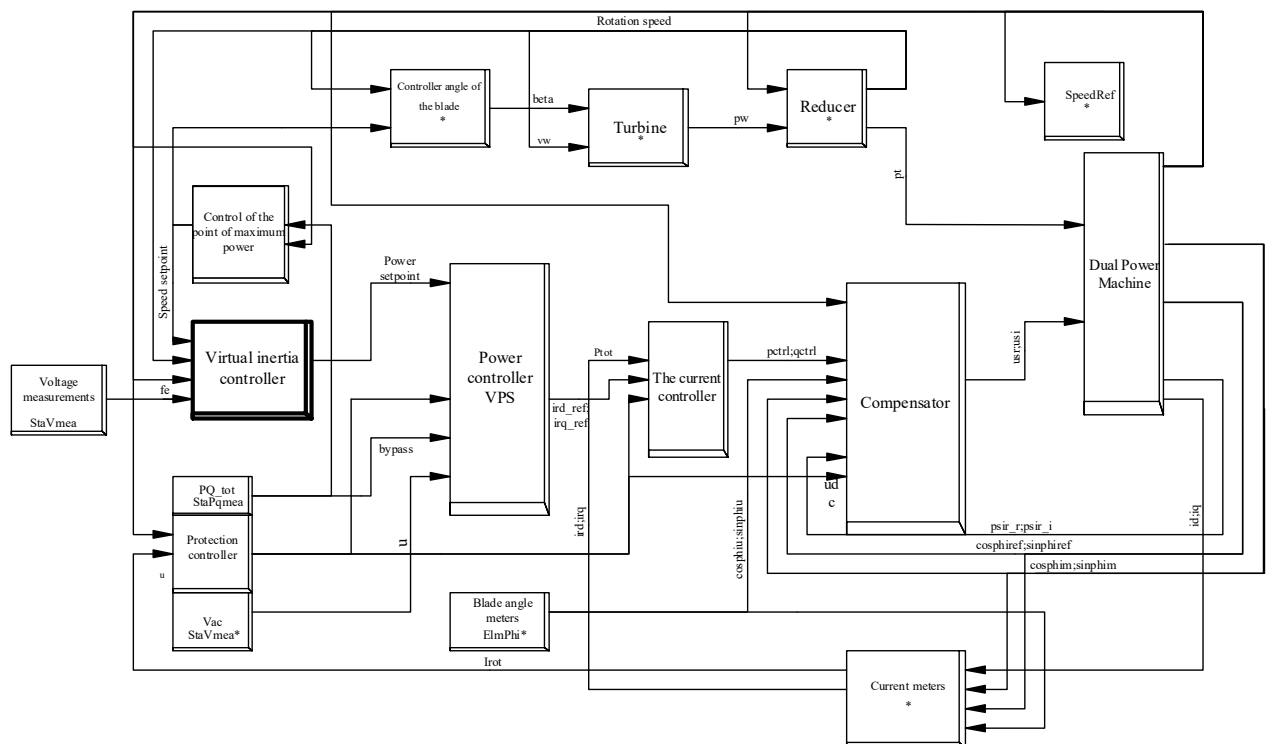 Rotation speed
Controller angle of
the blade
*
beta
vw
Turbine
*
pw
Reducer
*
SpeedRef
*
pt
Control of the
point of maximum
power
Speed setpoint
Power
setpoint
Dual Power
Machine
Virtual inertia
controller
Voltage
measurements
StaVmea
fe
Power
controller
VPS
ird_ref;
irq_ref
Ptot
The current
controller
pctrl;qctrl
Compensator
usr;usi
bypass
PQ_tot
StaPqmea
Protection
controller
u
Vac
StaVmea*
u
ird;irq
cosphiu;sinphiu
ud
c
psir_r;psir_i
cosphiref;sinphiref
cosphim;sinphim
id;iq
Blade angle
meters
ElmPhi*
Irot
Current meters
*